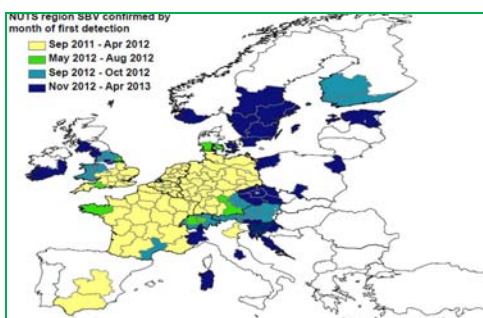 NUTS region SBV confirmed by
month of first detection
Sep 2011 - Apr 2012
May 2012 - Aug 2012
Sep 2012 - Oct 2012
Nov 2012 - Apr 2013